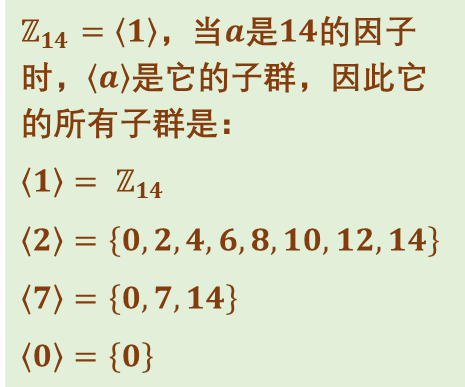 ℤ₁₄ = ⟨1⟩，当a是14的因子
时，⟨a⟩是它的子群，因此它
的所有子群是：
⟨1⟩ = ℤ₁₄
⟨2⟩ = {0, 2, 4, 6, 8, 10, 12, 14}
⟨7⟩ = {0, 7, 14}
⟨0⟩ = {0}